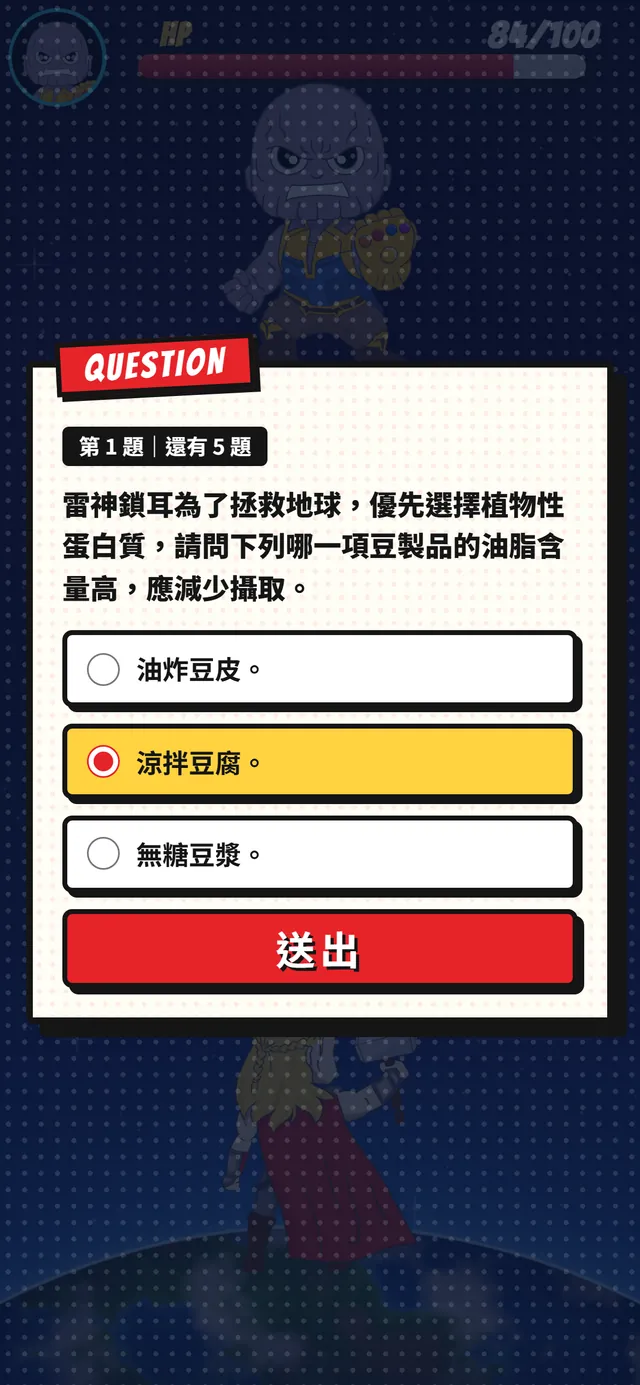 HP
84/100
QUESTION
第 1 題｜還有 5 題
雷神鎖耳為了拯救地球，優先選擇植物性
蛋白質，請問下列哪一項豆製品的油脂含
量高，應減少攝取。
油炸豆皮。
涼拌豆腐。
無糖豆漿。
送出